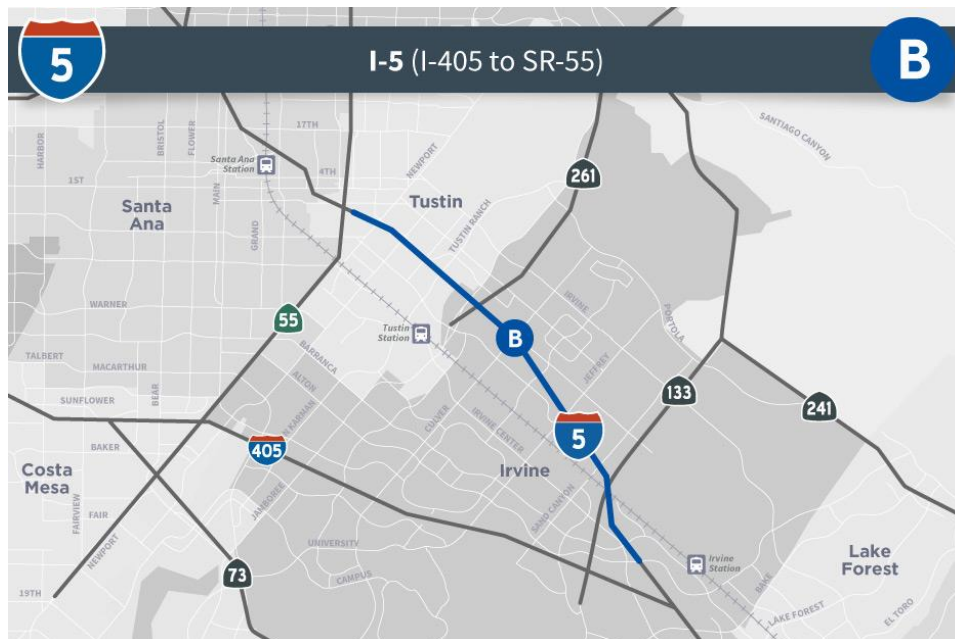 5
I-5 (I-405 to SR-55)
B
SANTIAGO CANYON
HARBOR
BRISTOL
FLOWER
17TH
NEWPORT
Santa Ana
Station
4TH
1ST
MAIN
261
Santa
Ana
Tustin
GRAND
TUSTIN RANCH
WARNER
55
Tustin
Station
B
IRVINE
PORTOLA
TALBERT
MACARTHUR
BARRANCA
ALTON
JEFFREY
SUNFLOWER
BEAR
133
241
CULVER
IRVINE CENTER
N KARMAN
5
BAKER
405
Costa
Mesa
Irvine
FAIRVIEW
FAIR
JAMBOREE
SAND CANYON
NEWPORT
UNIVERSITY
Irvine
Station
Lake
Forest
73
CAMPUS
BAKE
19TH
LAKE FOREST
EL TORO